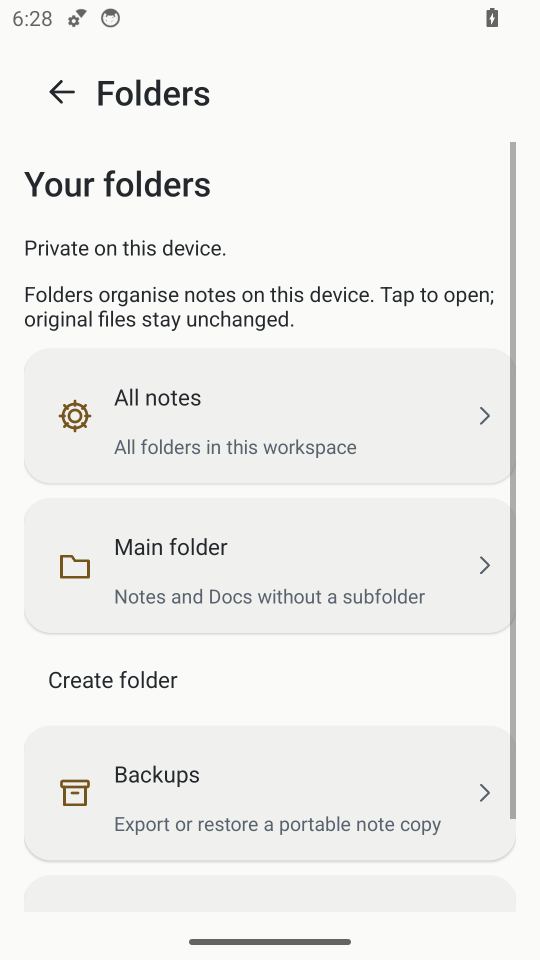 6:28
Folders
Your folders
Private on this device.
Folders organise notes on this device. Tap to open;
original files stay unchanged.
All notes
All folders in this workspace
Main folder
Notes and Docs without a subfolder
Create folder
Backups
Export or restore a portable note copy